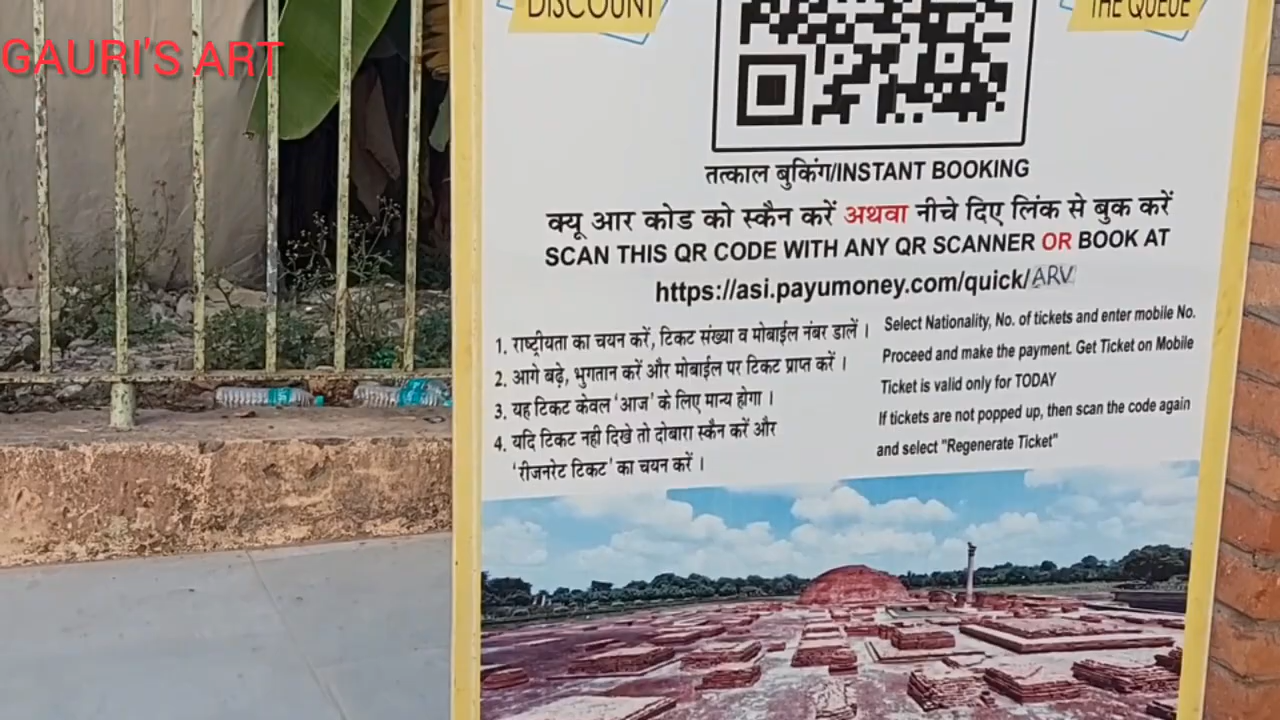 GAURI'S ART
DISCOUNT
THE QUEUE
तत्काल बुकिंग/INSTANT BOOKING
क्यू आर कोड को स्कैन करें अथवा नीचे दिए लिंक से बुक करें
SCAN THIS QR CODE WITH ANY QR SCANNER OR BOOK AT
https://asi.payumoney.com/quick/ARV
1. राष्ट्रीयता का चयन करें, टिकट संख्या व मोबाईल नंबर डालें ।
2. आगे बढ़े, भुगतान करें और मोबाईल पर टिकट प्राप्त करें ।
3. यह टिकट केवल 'आज' के लिए मान्य होगा ।
4. यदि टिकट नही दिखे तो दोबारा स्कैन करें और
'रीजनरेट टिकट' का चयन करें ।
Select Nationality, No. of tickets and enter mobile No.
Proceed and make the payment. Get Ticket on Mobile
Ticket is valid only for TODAY
If tickets are not popped up, then scan the code again
and select "Regenerate Ticket"